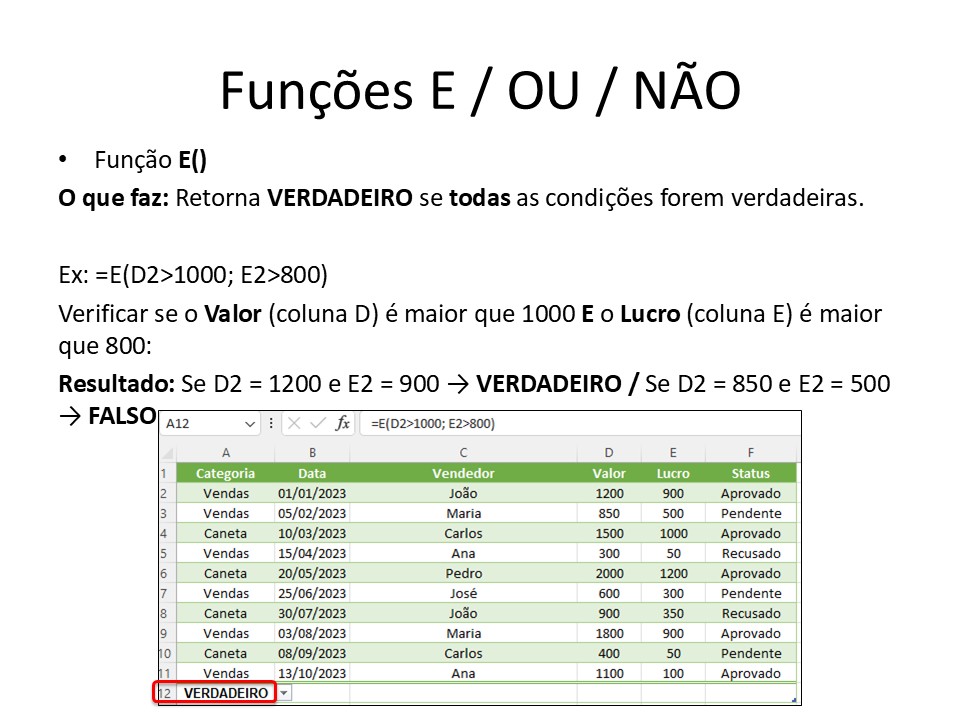 Funções E / OU / NÃO
• Função E()
O que faz: Retorna VERDADEIRO se todas as condições forem verdadeiras.
Ex: =E(D2>1000; E2>800)
Verificar se o Valor (coluna D) é maior que 1000 E o Lucro (coluna E) é maior
que 800:
Resultado: Se D2 = 1200 e E2 = 900 → VERDADEIRO / Se D2 = 850 e E2 = 500
→ FALSO
A12 fx =E(D2>1000; E2>800)
A B C D E F
1 Categoria Data Vendedor Valor Lucro Status
2 Vendas 01/01/2023 João 1200 900 Aprovado
3 Vendas 05/02/2023 Maria 850 500 Pendente
4 Caneta 10/03/2023 Carlos 1500 1000 Aprovado
5 Vendas 15/04/2023 Ana 300 50 Recusado
6 Caneta 20/05/2023 Pedro 2000 1200 Aprovado
7 Vendas 25/06/2023 José 600 300 Pendente
8 Caneta 30/07/2023 João 900 350 Recusado
9 Vendas 03/08/2023 Maria 1800 900 Aprovado
10 Caneta 08/09/2023 Carlos 400 50 Pendente
11 Vendas 13/10/2023 Ana 1100 100 Aprovado
12 VERDADEIRO